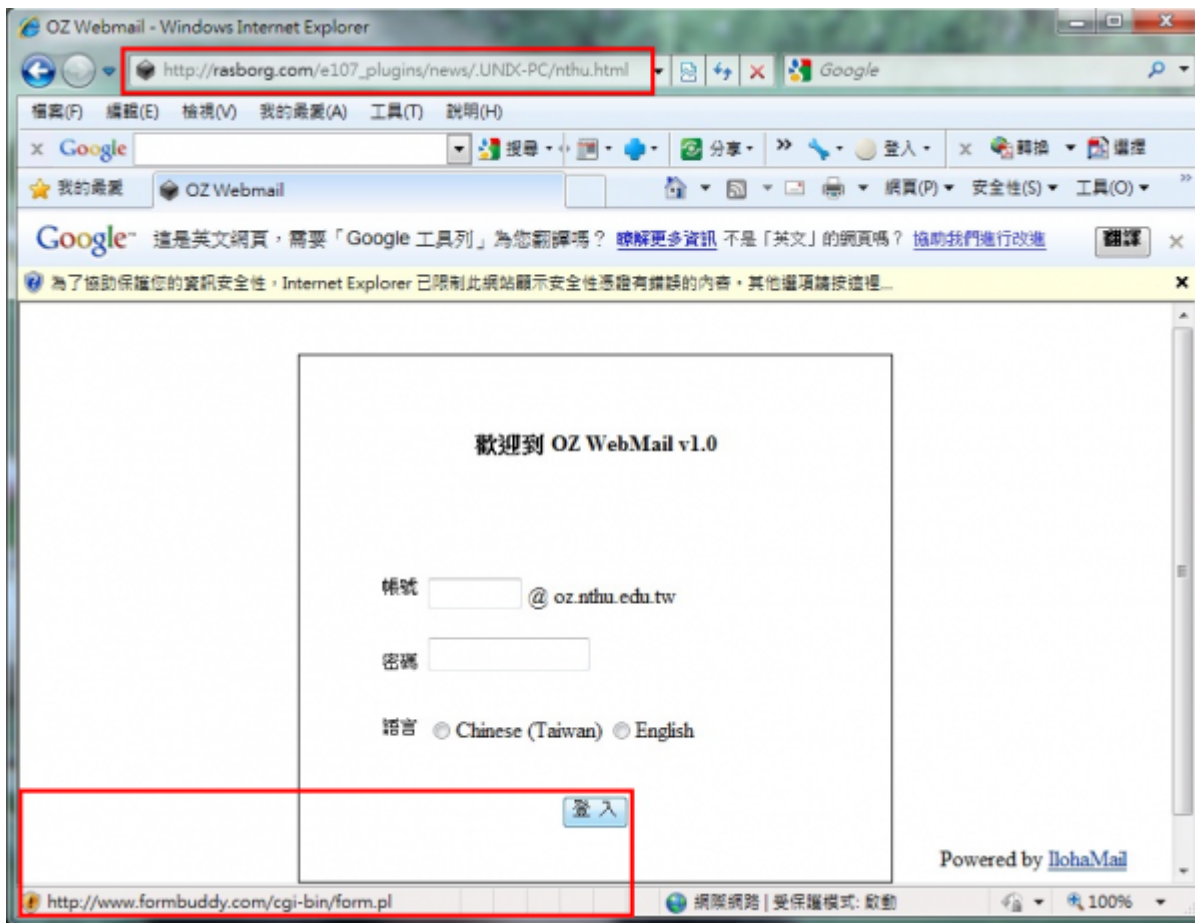 OZ Webmail - Windows Internet Explorer
http://rasborg.com/e107_plugins/news/.UNIX-PC/nthu.html
Google
檔案(F) 編輯(E) 檢視(V) 我的最愛(A) 工具(T) 說明(H)
x Google 搜尋 分享 登入 x 轉換 選擇
我的最愛 OZ Webmail 網頁(P) 安全性(S) 工具(O)
Google™ 這是英文網頁,需要「Google 工具列」為您翻譯嗎? 瞭解更多資訊 不是「英文」的網頁嗎? 協助我們進行改進 翻譯
為了協助保護您的資訊安全性,Internet Explorer 已限制此網站顯示安全性憑證有錯誤的內容。其他選項請按這裡...
歡迎到 OZ WebMail v1.0
帳號 @ oz.nthu.edu.tw
密碼
語言 Chinese (Taiwan) English
登 入
Powered by IlohaMail
http://www.formbuddy.com/cgi-bin/form.pl 網際網路 | 受保護模式: 啟動 100%